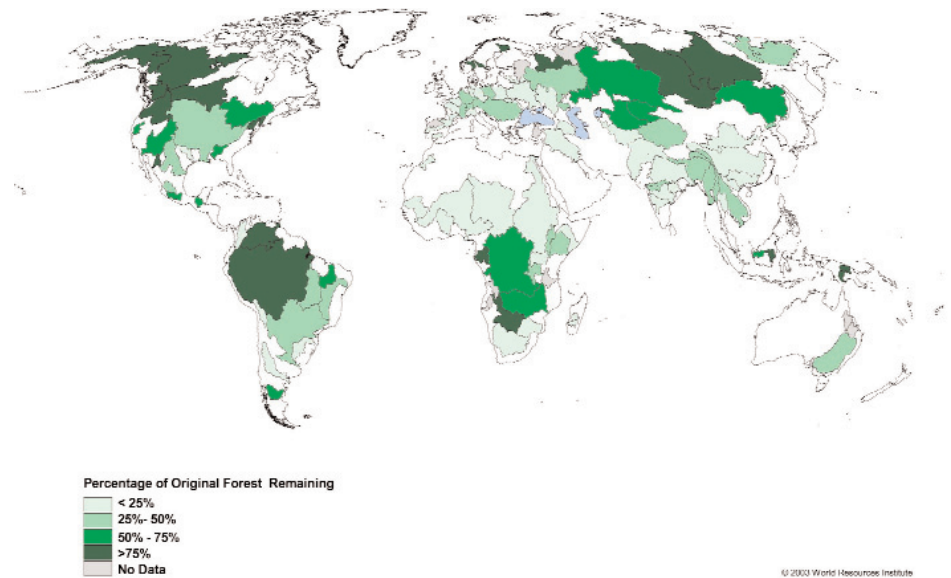 Percentage of Original Forest Remaining
< 25%
25%- 50%
50% - 75%
>75%
No Data
© 2003 World Resources Institute